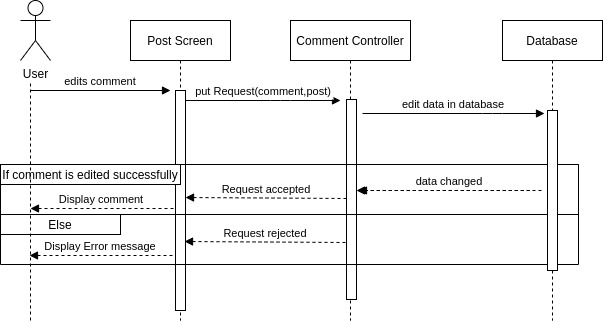 User
Post Screen
Comment Controller
Database
edits comment
put Request(comment,post)
edit data in database
If comment is edited successfully
data changed
Request accepted
Display comment
Else
Request rejected
Display Error message